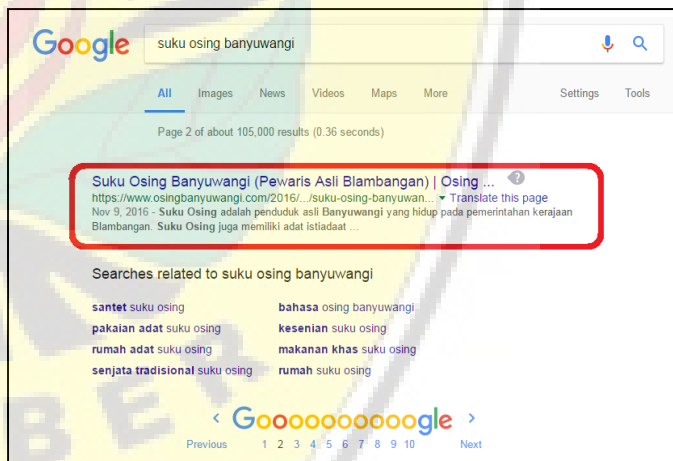 Google suku osing banyuwangi
All Images News Videos Maps More Settings Tools
Page 2 of about 105,000 results (0.36 seconds)
Suku Osing Banyuwangi (Pewaris Asli Blambangan) | Osing ...
https://www.osingbanyuwangi.com/2016/.../suku-osing-banyuwan... Translate this page
Nov 9, 2016 - Suku Osing adalah penduduk asli Banyuwangi yang hidup pada pemerintahan kerajaan
Blambangan. Suku Osing juga memiliki adat istiadaat ...
Searches related to suku osing banyuwangi
santet suku osing bahasa osing banyuwangi
pakaian adat suku osing kesenian suku osing
rumah adat suku osing makanan khas suku osing
senjata tradisional suku osing rumah suku osing
< Goooooooooogle >
Previous 1 2 3 4 5 6 7 8 9 10 Next
BER